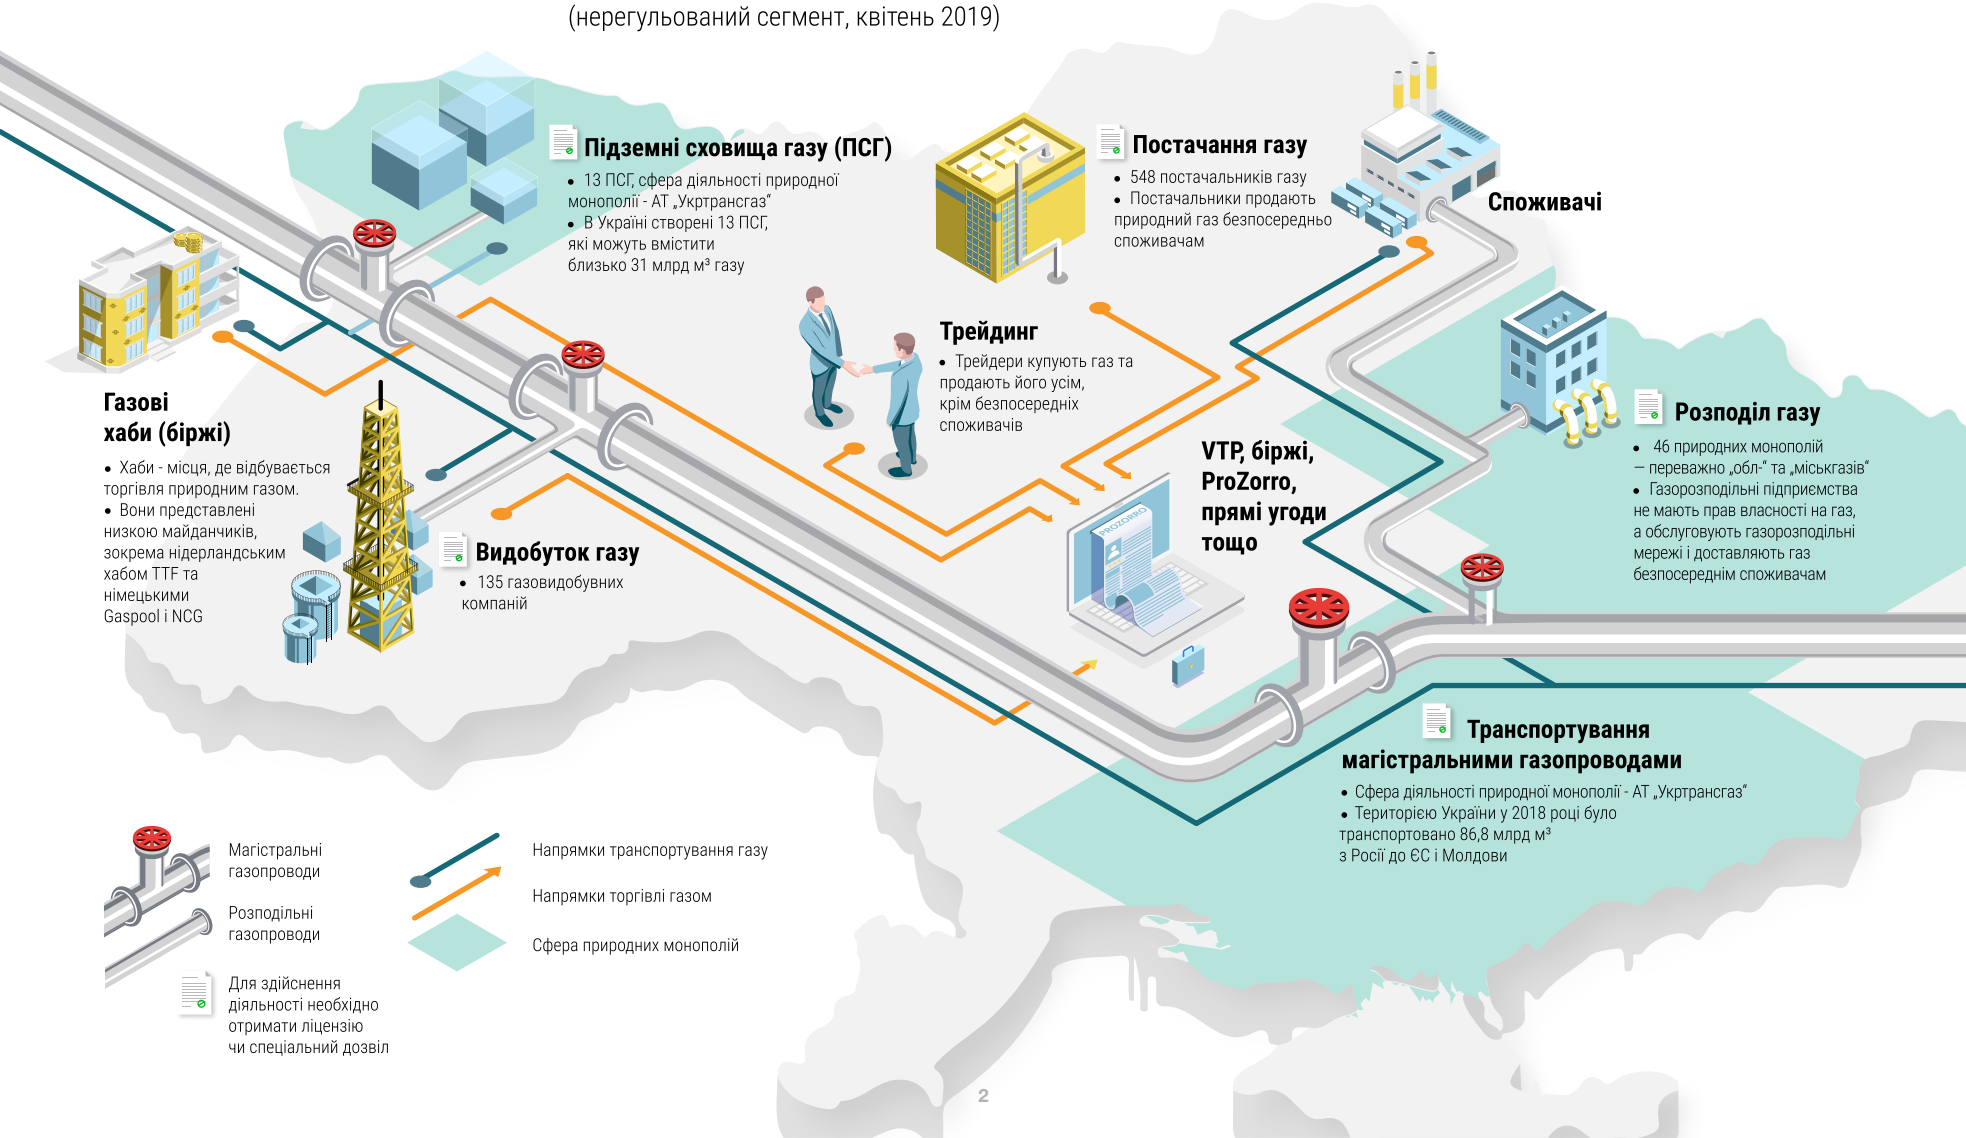 (нерегульований сегмент, квітень 2019)
Підземні сховища газу (ПСГ)
• 13 ПСГ, сфера діяльності природної
монополії - АТ „Укртрансгаз“
• В Україні створені 13 ПСГ,
які можуть вмістити
близько 31 млрд м³ газу
Постачання газу
• 548 постачальників газу
• Постачальники продають
природний газ безпосередньо
споживачам
Споживачі
Трейдинг
• Трейдери купують газ та
продають його усім,
крім безпосередніх
споживачів
Газові
хаби (біржі)
• Хаби - місця, де відбувається
торгівля природним газом.
• Вони представлені
низкою майданчиків,
зокрема нідерландським
хабом TTF та
німецькими
Gaspool і NCG
Видобуток газу
• 135 газовидобувних
компаній
VTP, біржі,
ProZorro,
прямі угоди
тощо
PROZORRO
Розподіл газу
• 46 природних монополій
– переважно „обл-“ та „міськгазів“
• Газорозподільні підприємства
не мають прав власності на газ,
а обслуговують газорозподільні
мережі і доставляють газ
безпосереднім споживачам
Транспортування
магістральними газопроводами
• Сфера діяльності природної монополії - АТ „Укртрансгаз“
• Територією України у 2018 році було
транспортовано 86,8 млрд м³
з Росії до ЄС і Молдови
Магістральні
газопроводи
Розподільні
газопроводи
Для здійснення
діяльності необхідно
отримати ліцензію
чи спеціальний дозвіл
Напрямки транспортування газу
Напрямки торгівлі газом
Сфера природних монополій
2